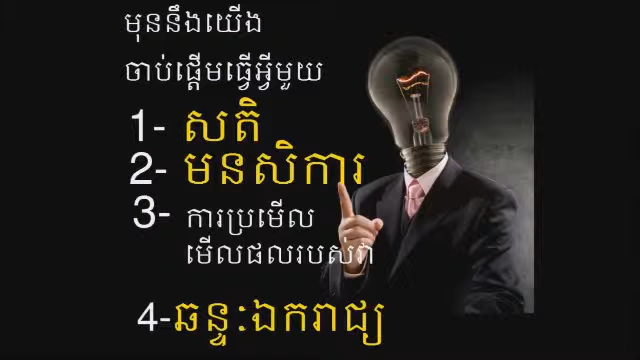 មុននឹងយើង
ចាប់ផ្តើមធ្វើអ្វីមួយ
1- សតិ
2- មនសិការ
3- ការប្រមើល
មើលផលរបស់វា
4-ឆន្ទៈឯករាជ្យ